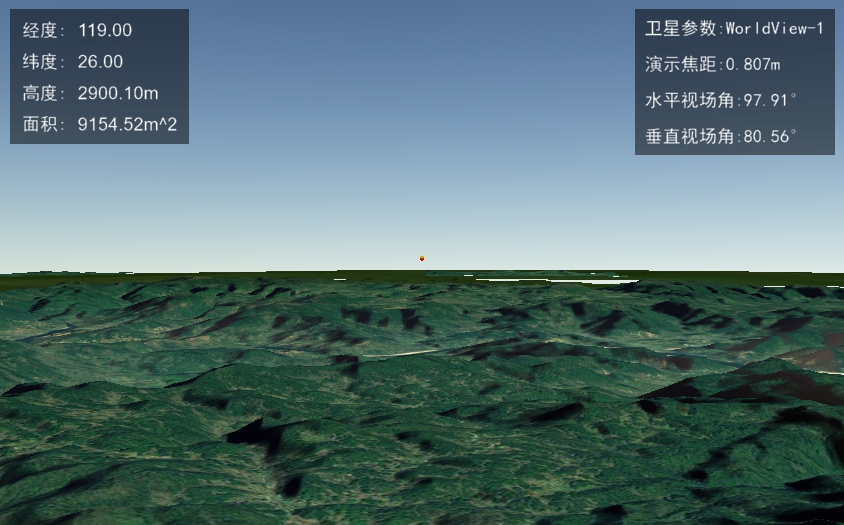 经度: 119.00
纬度: 26.00
高度: 2900.10m
面积: 9154.52m^2
卫星参数:WorldView-1
演示焦距:0.807m
水平视场角:97.91°
垂直视场角:80.56°